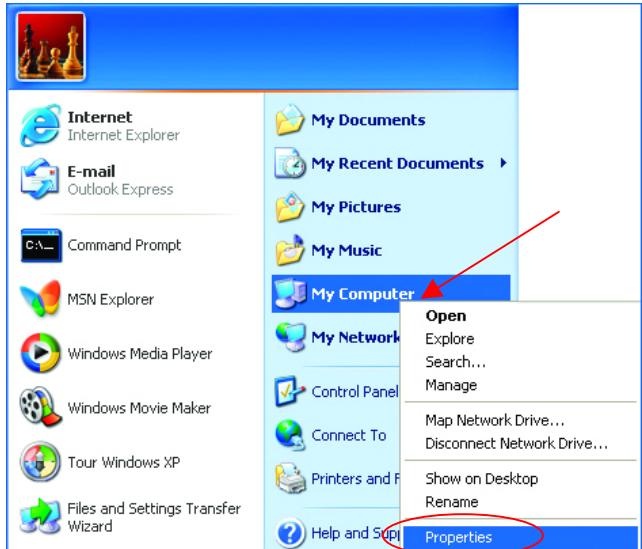 Internet
Internet Explorer
E-mail
Outlook Express
C:\_
Command Prompt
MSN Explorer
Windows Media Player
Windows Movie Maker
Tour Windows XP
Files and Settings Transfer
Wizard
My Documents
My Recent Documents
My Pictures
My Music
My Computer
My Network
Control Panel
Connect To
Printers and F
Help and Supp
Open
Explore
Search...
Manage
Map Network Drive...
Disconnect Network Drive...
Show on Desktop
Rename
Properties